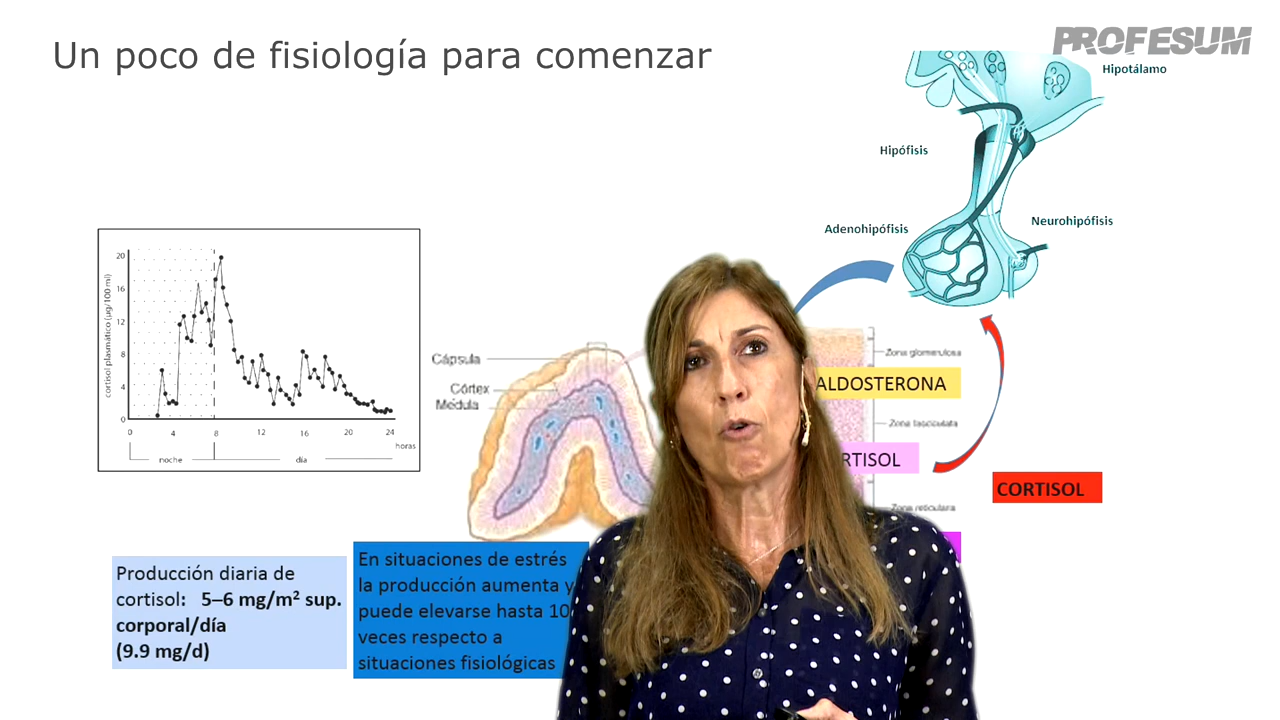 Un poco de fisiología para comenzar
PROFESUM
Hipotálamo
Hipófisis
Neurohipófisis
Adenohipófisis
cortisol plasmático (µg/100 ml)
20
16
12
8
4
0
0
4
8
12
16
20
24
horas
noche
día
Cápsula
Córtex
Médula
Zona glomerulosa
ALDOSTERONA
Zona fasciculata
RTISOL
CORTISOL
Zona reticulara
Producción diaria de
cortisol: 5–6 mg/m² sup.
corporal/día
(9.9 mg/d)
En situaciones de estrés
la producción aumenta y
puede elevarse hasta 10
veces respecto a
situaciones fisiológicas